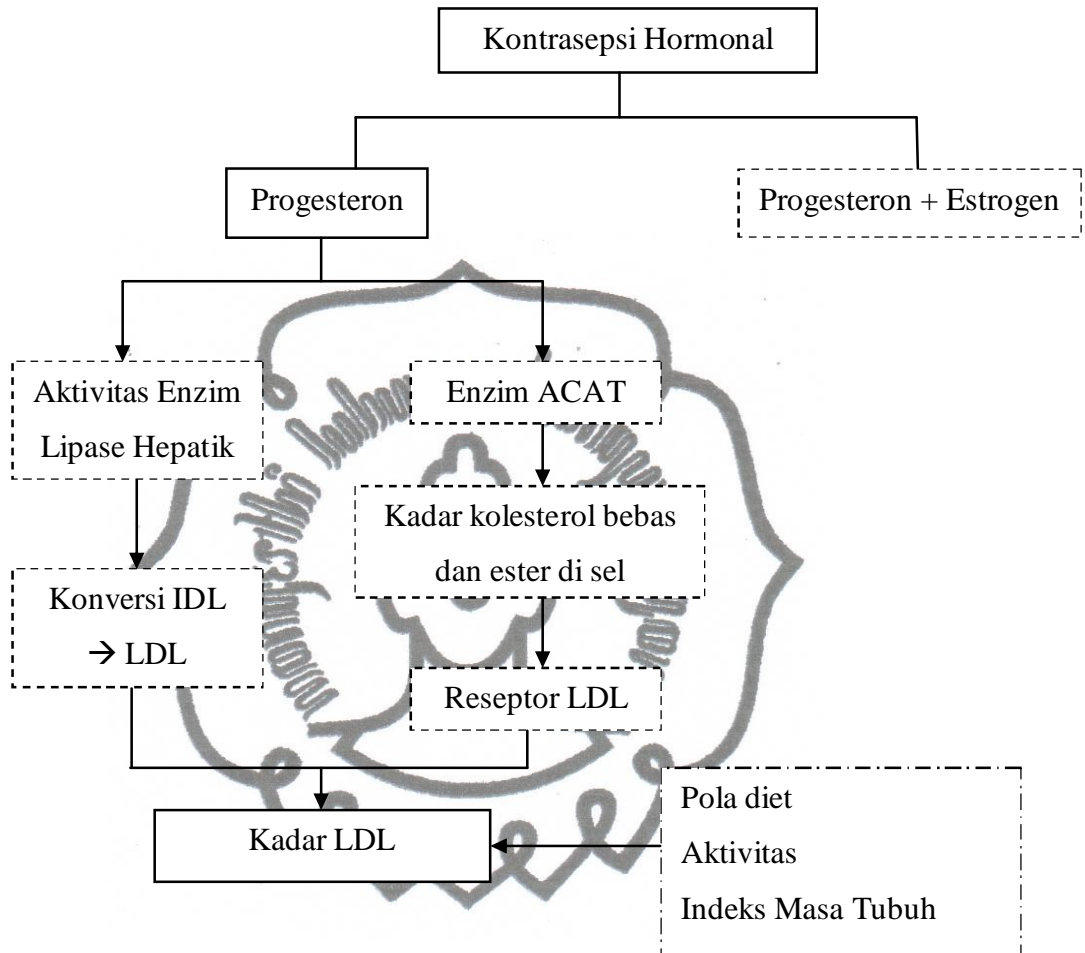 Kontrasepsi Hormonal
Progesteron
Progesteron + Estrogen
Aktivitas Enzim
Lipase Hepatik
Enzim ACAT
Kadar kolesterol bebas
dan ester di sel
Konversi IDL
→ LDL
Reseptor LDL
Kadar LDL
Pola diet
Aktivitas
Indeks Masa Tubuh